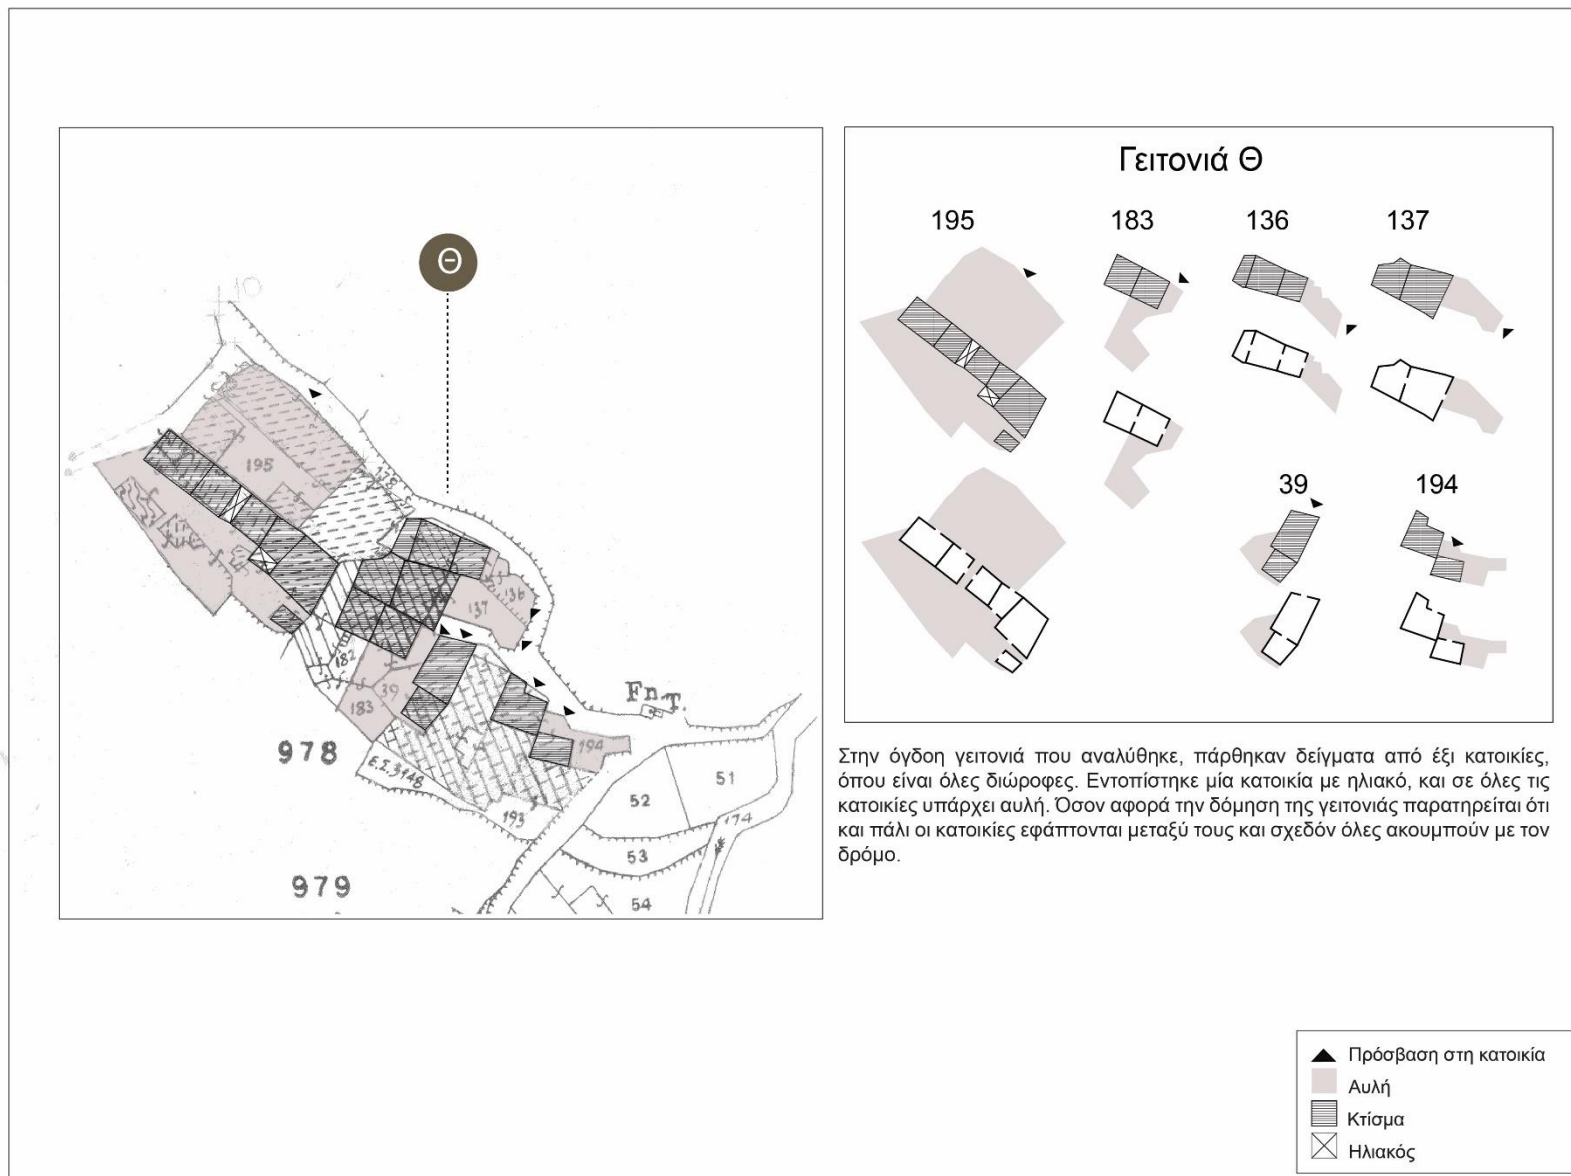 Θ
195
178
136
137
182
39
183
Fn.T.
194
978
Ε.Σ.3148
193
51
52
174
53
979
54
Γειτονιά Θ
195 183 136 137
39 194
Στην όγδοη γειτονιά που αναλύθηκε, πάρθηκαν δείγματα από έξι κατοικίες,
όπου είναι όλες διώροφες. Εντοπίστηκε μία κατοικία με ηλιακό, και σε όλες τις
κατοικίες υπάρχει αυλή. Όσον αφορά την δόμηση της γειτονιάς παρατηρείται ότι
και πάλι οι κατοικίες εφάπτονται μεταξύ τους και σχεδόν όλες ακουμπούν με τον
δρόμο.
Πρόσβαση στη κατοικία
Αυλή
Κτίσμα
Ηλιακός